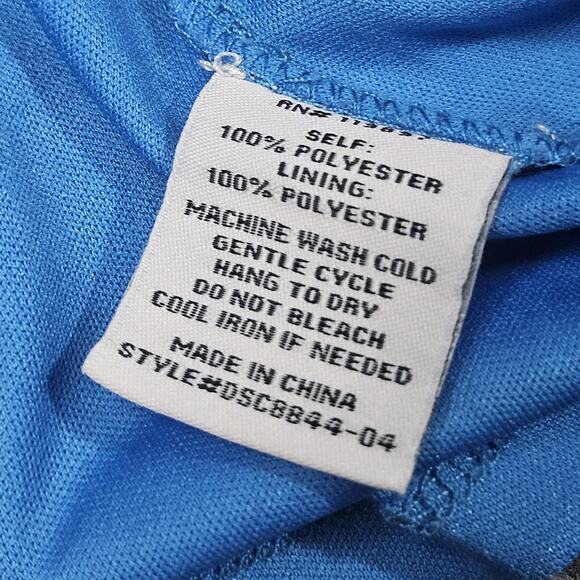 RN#
SELF:
100% POLYESTER
LINING:
100% POLYESTER
MACHINE WASH COLD
GENTLE CYCLE
HANG TO DRY
DO NOT BLEACH
COOL IRON IF NEEDED
MADE IN CHINA
STYLE#DSC8844-04